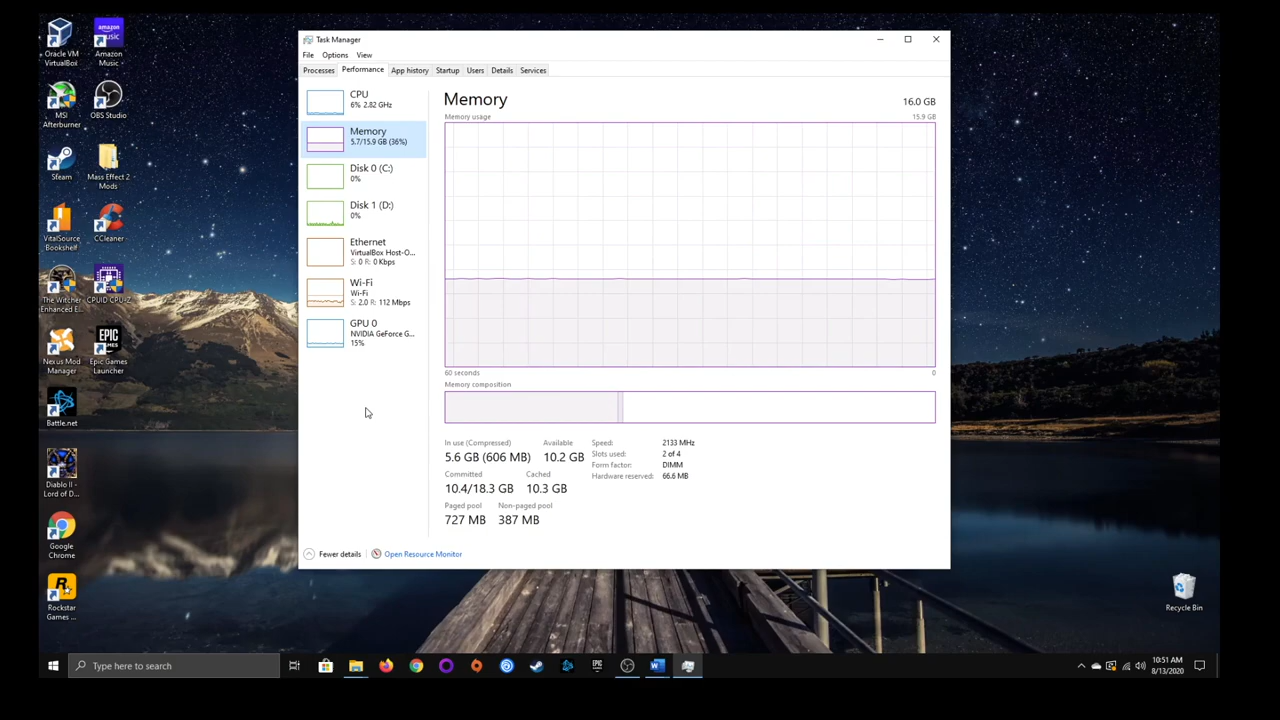 Oracle VM
VirtualBox
amazon
music
Amazon
Music
MSI
Afterburner
OBS Studio
Steam
Mass Effect 2
Mods
VitalSource
Bookshelf
CCleaner
The Witcher
Enhanced E...
CPUID CPU-Z
Nexus Mod
Manager
EPIC
GAMES
Epic Games
Launcher
Battle.net
Diablo II -
Lord of D...
Google
Chrome
R
Rockstar
Games ...
Task Manager
File Options View
Processes Performance App history Startup Users Details Services
CPU
6% 2.82 GHz
Memory
5.7/15.9 GB (36%)
Disk 0 (C:)
0%
Disk 1 (D:)
0%
Ethernet
VirtualBox Host-O...
S: 0 R: 0 Kbps
Wi-Fi
Wi-Fi
S: 2.0 R: 112 Mbps
GPU 0
NVIDIA GeForce G...
15%
Memory 16.0 GB
Memory usage 15.9 GB
60 seconds 0
Memory composition
In use (Compressed) Available
5.6 GB (606 MB) 10.2 GB
Committed Cached
10.4/18.3 GB 10.3 GB
Paged pool Non-paged pool
727 MB 387 MB
Speed: 2133 MHz
Slots used: 2 of 4
Form factor: DIMM
Hardware reserved: 66.6 MB
Fewer details Open Resource Monitor
Recycle Bin
Type here to search
EPIC
W
10:51 AM
8/13/2020